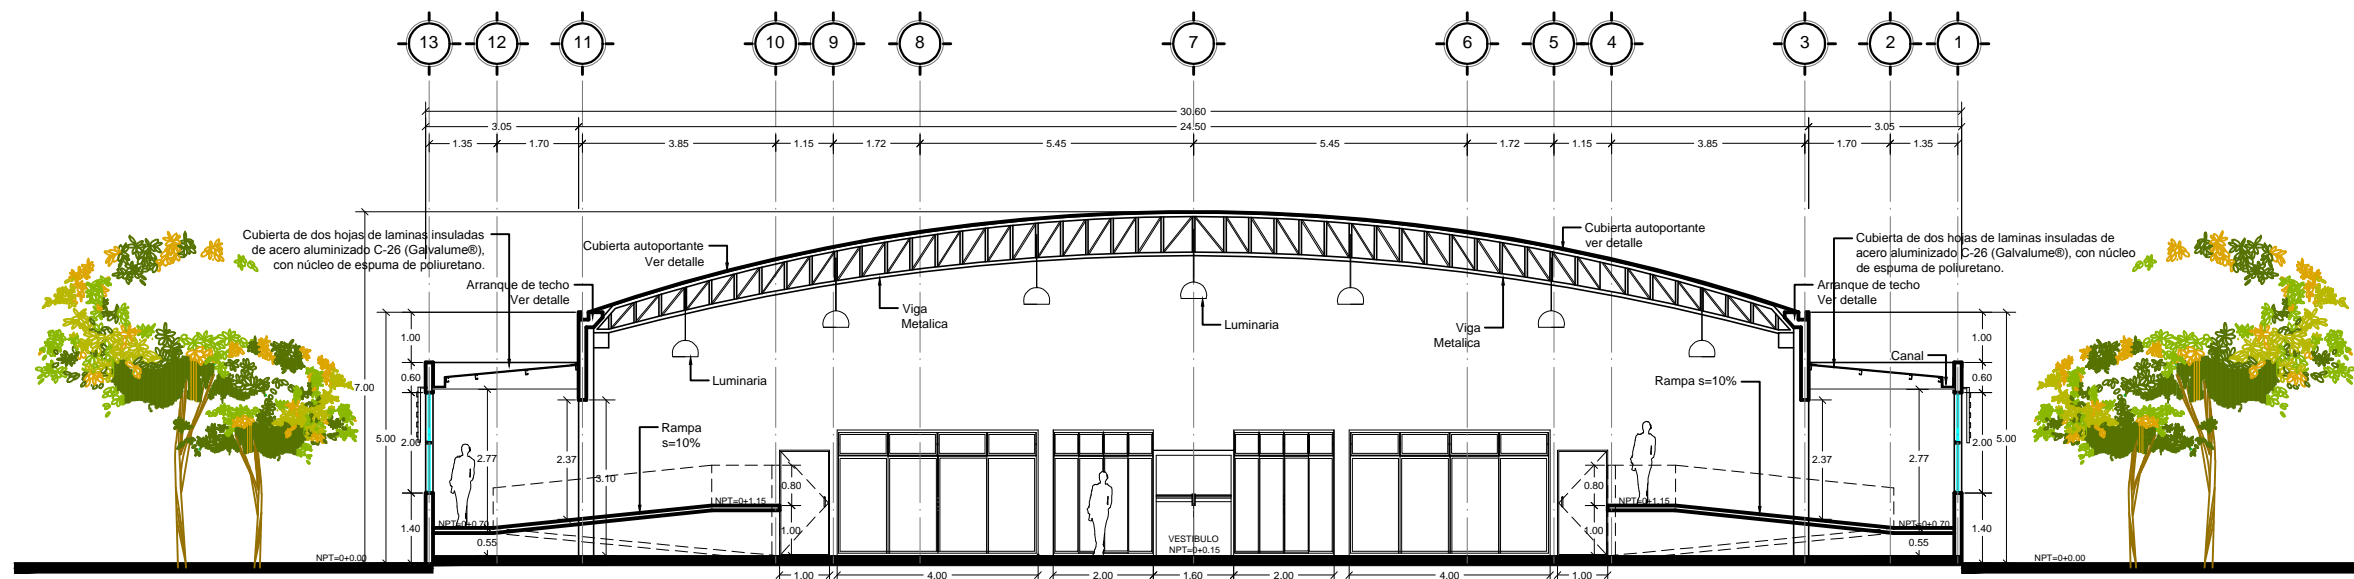 13 12 11 10 9 8 7 6 5 4 3 2 1
30.60
3.05 24.50 3.05
1.35 1.70 3.85 1.15 1.72 5.45 5.45 1.72 1.15 3.85 1.70 1.35
Cubierta de dos hojas de laminas insuladas
de acero aluminizado C-26 (Galvalume®),
con núcleo de espuma de poliuretano.
Cubierta autoportante
Ver detalle
Arranque de techo
Ver detalle
Viga
Metalica
Luminaria
Luminaria
Viga
Metalica
Cubierta autoportante
ver detalle
Cubierta de dos hojas de laminas insuladas de
acero aluminizado C-26 (Galvalume®), con núcleo
de espuma de poliuretano.
Arranque de techo
Ver detalle
Canal
Rampa s=10%
Rampa
s=10%
7.00
5.00
1.00
0.60
2.00
1.40
2.77
2.37
3.10
0.55
NPT=0+0.00
NPT=0+0.70
NPT=0+1.15
0.80
1.00
VESTIBULO
NPT=0+0.15
0.80
1.00
NPT=0+1.15
NPT=0+0.70
2.37
2.77
0.55
1.00
0.60
2.00
1.40
5.00
NPT=0+0.00
1.00 4.00 2.00 1.60 2.00 4.00 1.00